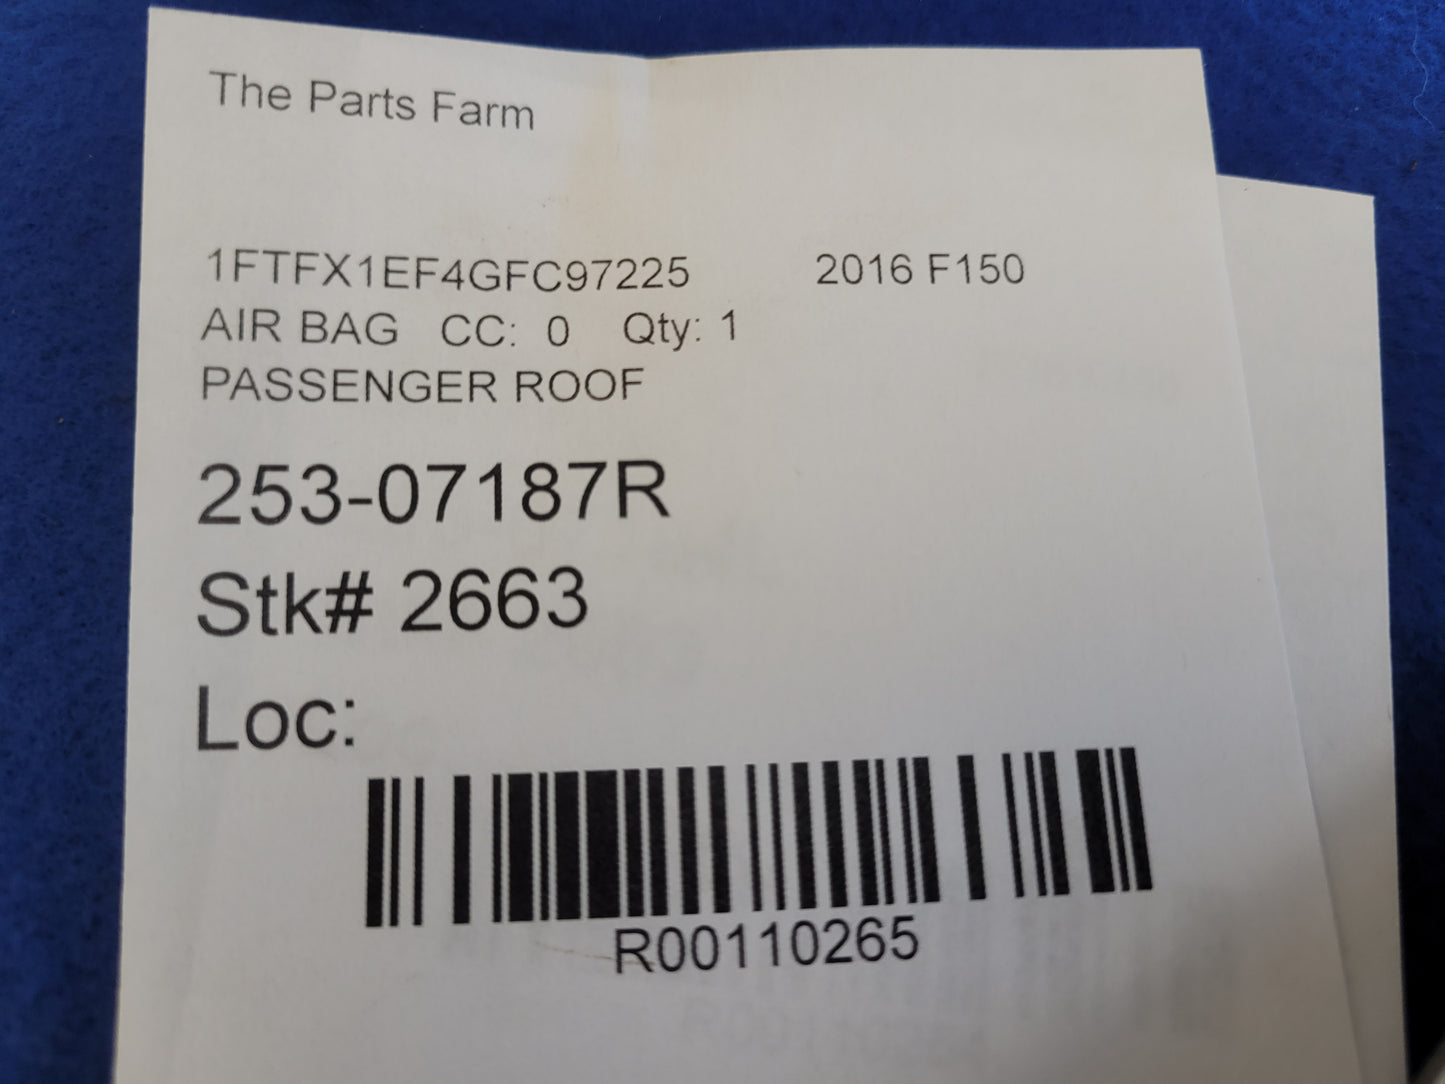 The Parts Farm
1FTFX1EF4GFC97225 2016 F150
AIR BAG CC: 0 Qty: 1
PASSENGER ROOF
253-07187R
Stk# 2663
Loc:
R00110265